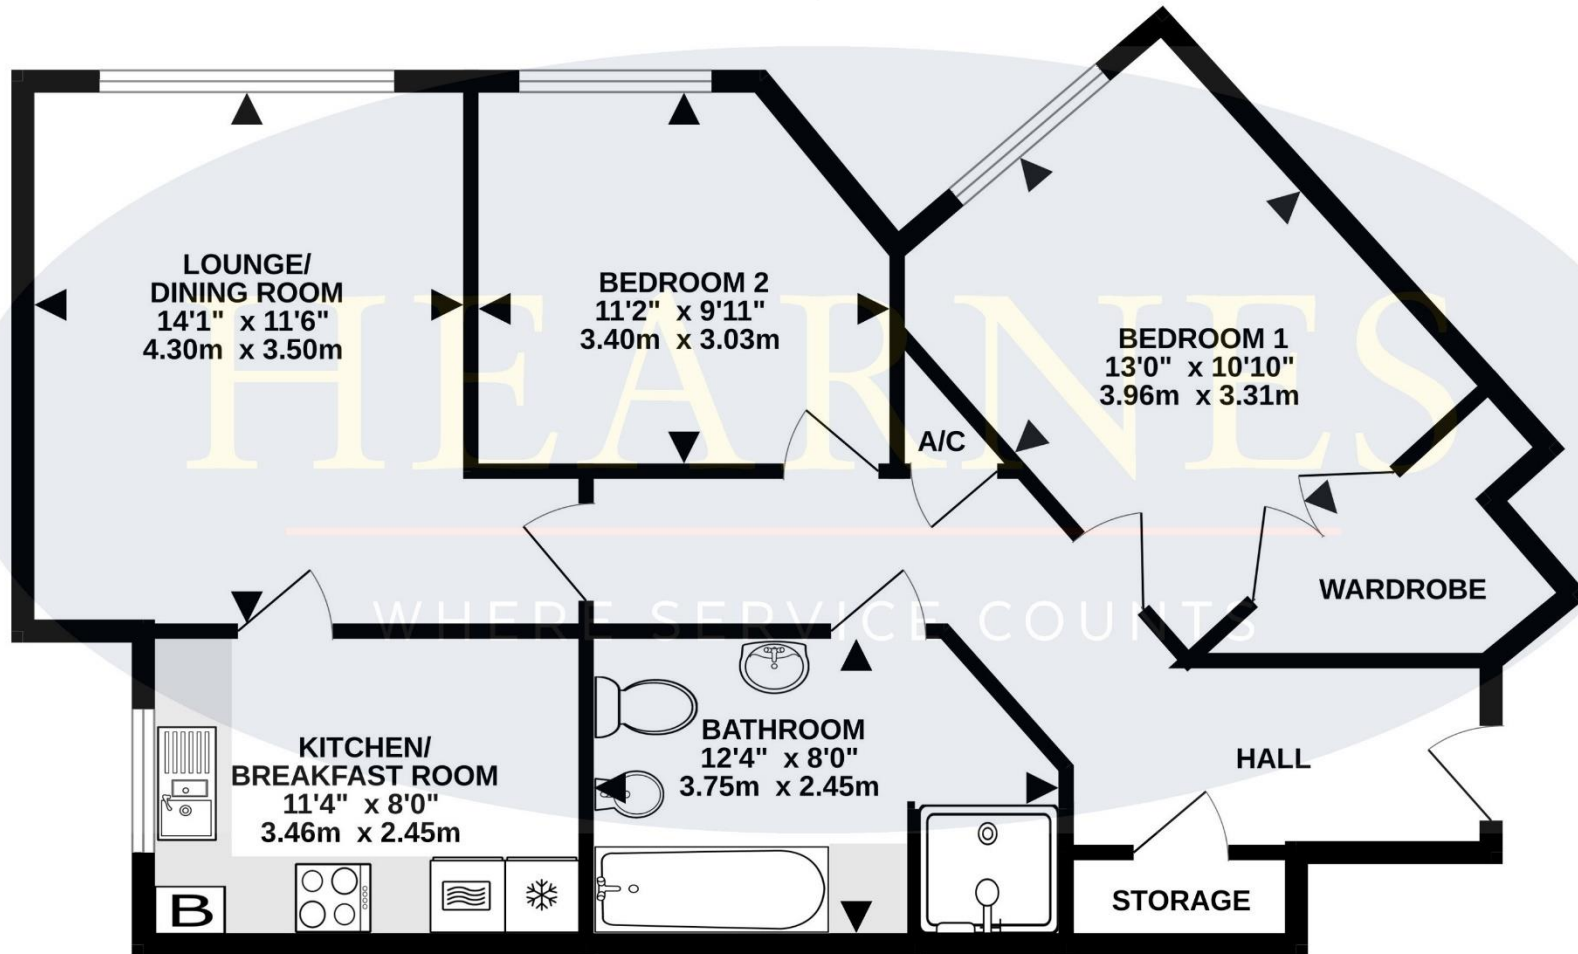 LOUNGE/
DINING ROOM
14'1" x 11'6"
4.30m x 3.50m
BEDROOM 2
11'2" x 9'11"
3.40m x 3.03m
BEDROOM 1
13'0" x 10'10"
3.96m x 3.31m
A/C
HEARNES
WHERE SERVICE COUNTS
WARDROBE
KITCHEN/
BREAKFAST ROOM
11'4" x 8'0"
3.46m x 2.45m
BATHROOM
12'4" x 8'0"
3.75m x 2.45m
HALL
STORAGE
B